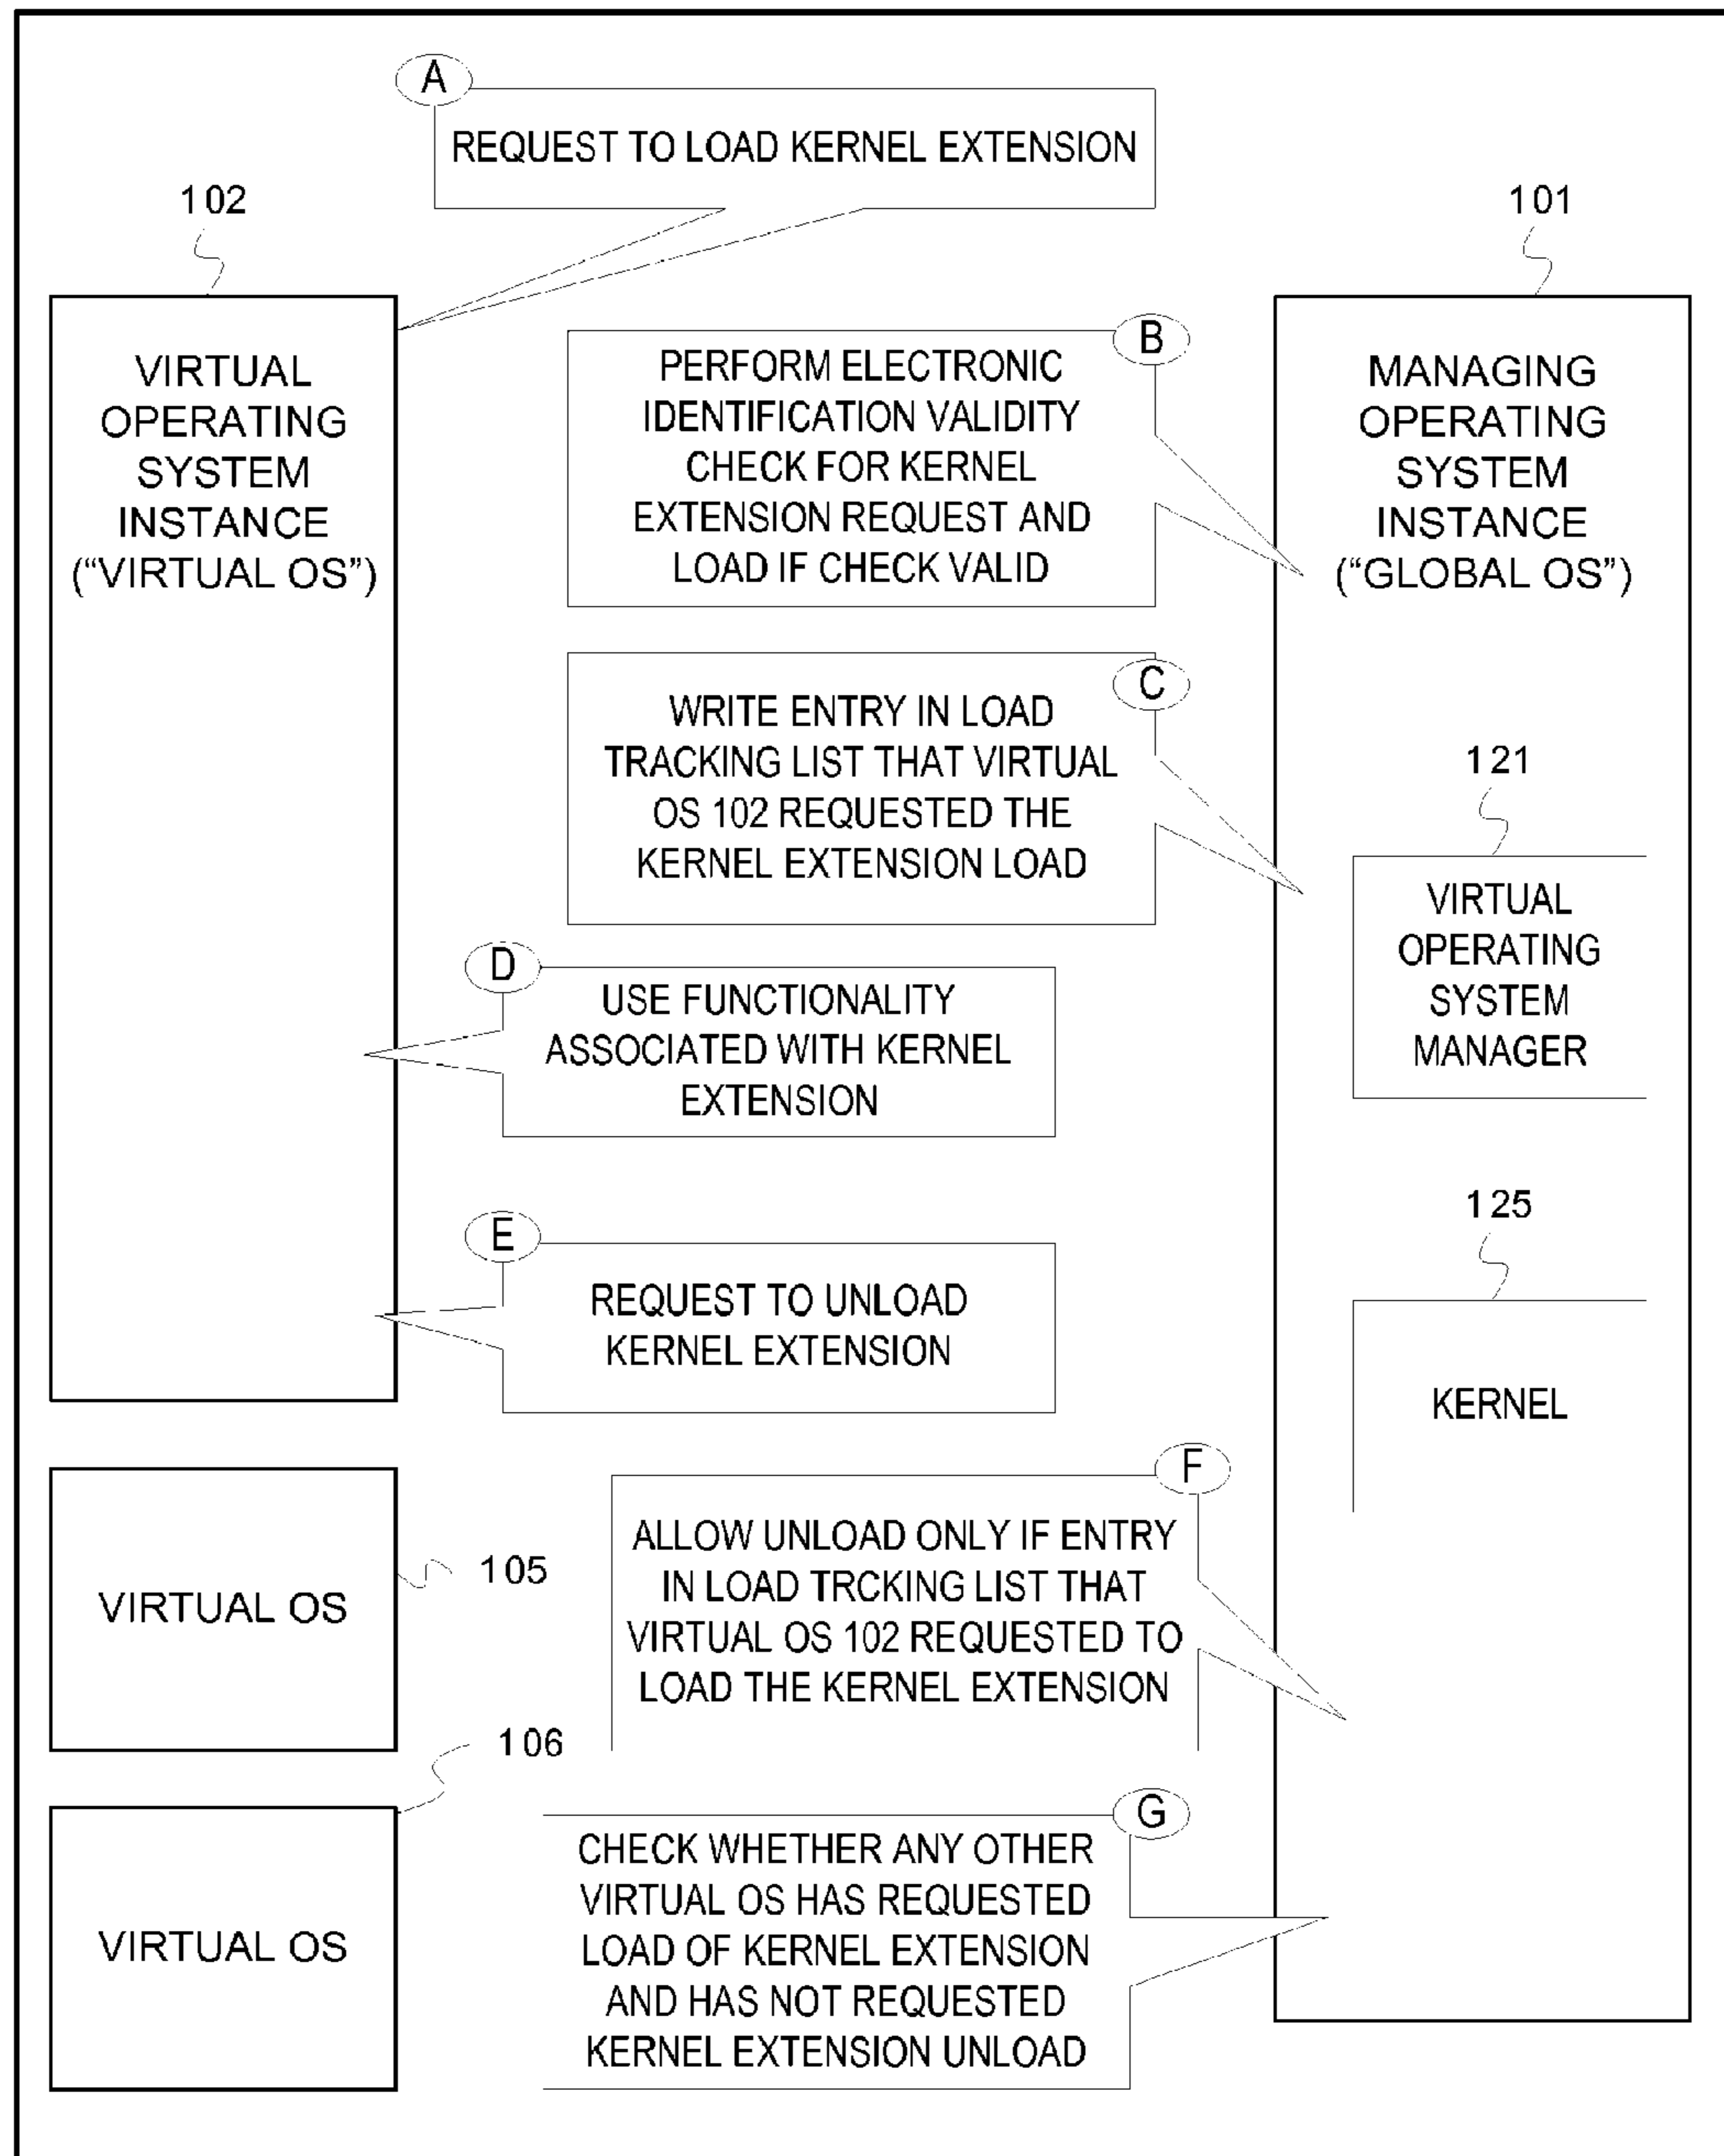 A
REQUEST TO LOAD KERNEL EXTENSION
102
101
VIRTUAL
OPERATING
SYSTEM
INSTANCE
(“VIRTUAL OS”)
B
PERFORM ELECTRONIC
IDENTIFICATION VALIDITY
CHECK FOR KERNEL
EXTENSION REQUEST AND
LOAD IF CHECK VALID
MANAGING
OPERATING
SYSTEM
INSTANCE
(“GLOBAL OS”)
C
WRITE ENTRY IN LOAD
TRACKING LIST THAT VIRTUAL
OS 102 REQUESTED THE
KERNEL EXTENSION LOAD
121
VIRTUAL
OPERATING
SYSTEM
MANAGER
D
USE FUNCTIONALITY
ASSOCIATED WITH KERNEL
EXTENSION
E
REQUEST TO UNLOAD
KERNEL EXTENSION
125
KERNEL
F
ALLOW UNLOAD ONLY IF ENTRY
IN LOAD TRCKING LIST THAT
VIRTUAL OS 102 REQUESTED TO
LOAD THE KERNEL EXTENSION
VIRTUAL OS
105
106
VIRTUAL OS
G
CHECK WHETHER ANY OTHER
VIRTUAL OS HAS REQUESTED
LOAD OF KERNEL EXTENSION
AND HAS NOT REQUESTED
KERNEL EXTENSION UNLOAD